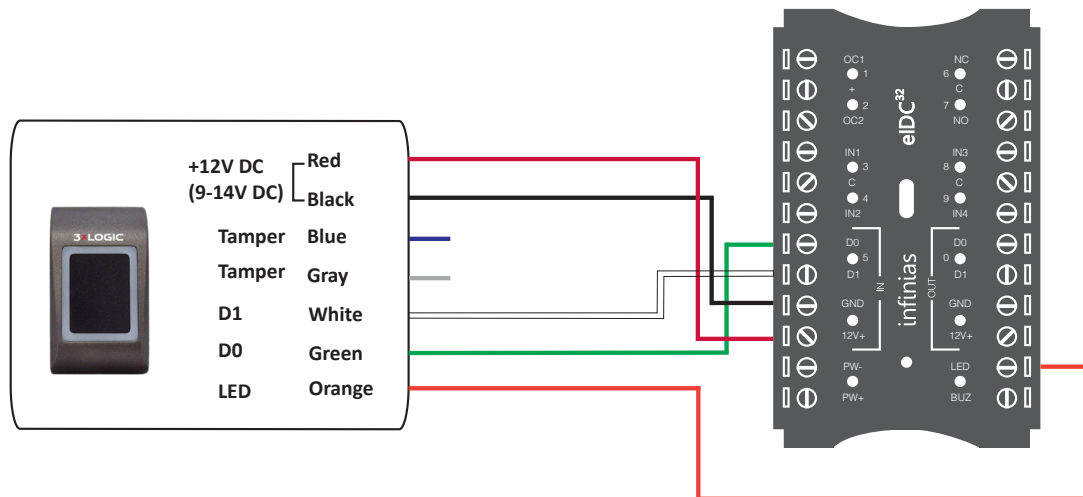 +12V DC
(9-14V DC)
Red
Black
Tamper Blue
Tamper Gray
D1 White
D0 Green
LED Orange
3xLOGIC
OC1
1
+
2
OC2
IN1
3
C
4
IN2
D0
5
D1
GND
12V+
PW-
PW+
IN
eIDC32
infinias
OUT
NC
6
C
7
NO
IN3
8
C
9
IN4
D0
0
D1
GND
12V+
LED
BUZ